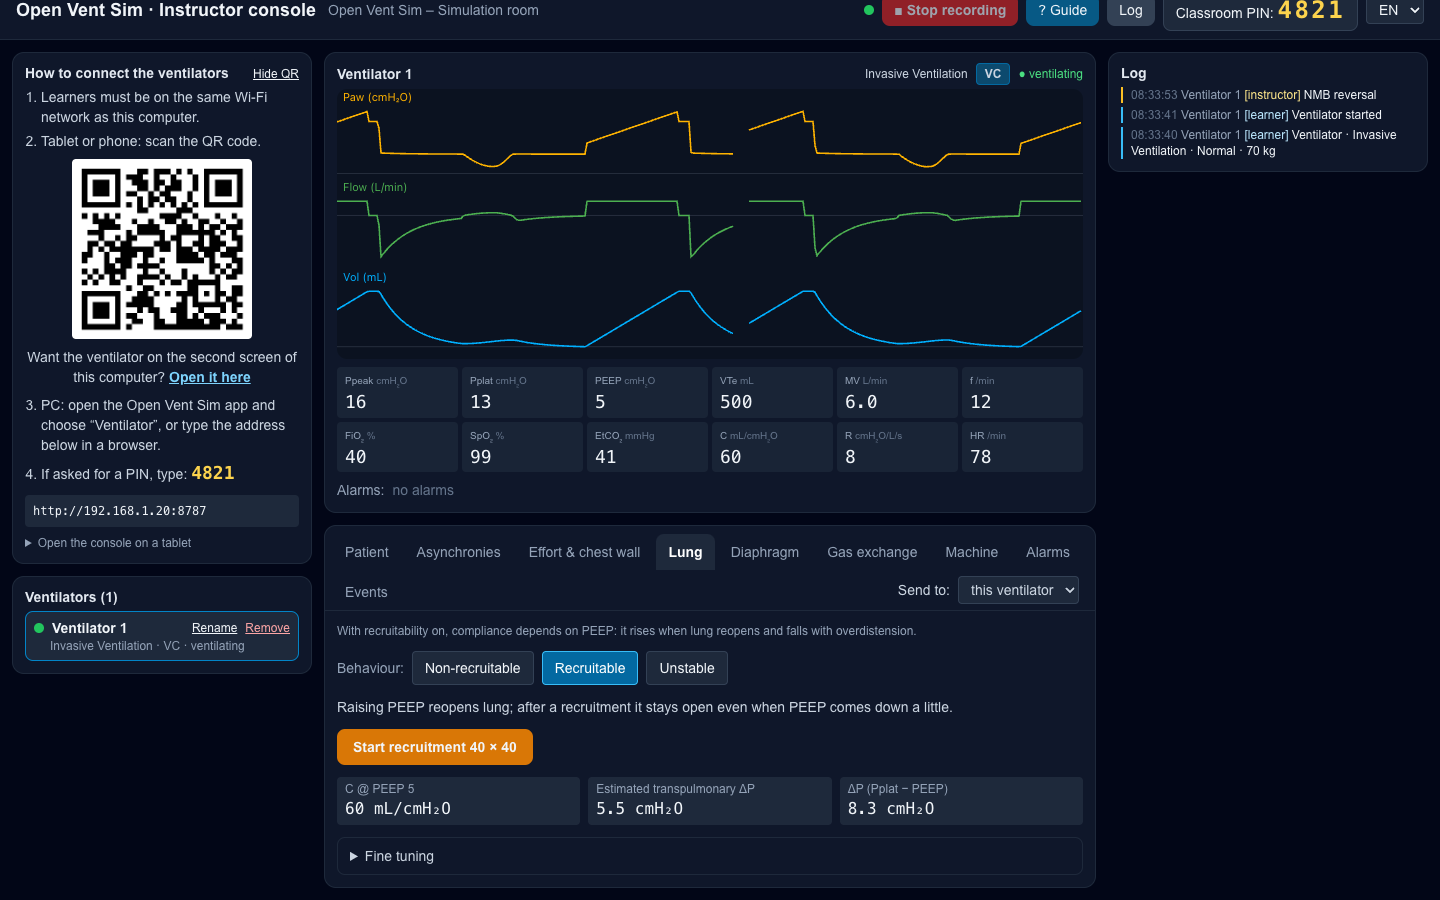 Open Vent Sim · Instructor console
Open Vent Sim – Simulation room
■ Stop recording
? Guide
Log
Classroom PIN: 4821
EN
How to connect the ventilators
Hide QR
1. Learners must be on the same Wi-Fi
network as this computer.
2. Tablet or phone: scan the QR code.
Want the ventilator on the second screen of
this computer? Open it here
3. PC: open the Open Vent Sim app and
choose “Ventilator”, or type the address
below in a browser.
4. If asked for a PIN, type: 4821
http://192.168.1.20:8787
▶ Open the console on a tablet
Ventilators (1)
Ventilator 1
Rename
Remove
Invasive Ventilation · VC · ventilating
Ventilator 1
Invasive Ventilation
VC
● ventilating
Paw (cmH₂O)
Flow (L/min)
Vol (mL)
Ppeak cmH₂O
16
Pplat cmH₂O
13
PEEP cmH₂O
5
VTe mL
500
MV L/min
6.0
f /min
12
FiO₂ %
40
SpO₂ %
99
EtCO₂ mmHg
41
C mL/cmH₂O
60
R cmH₂O/L/s
8
HR /min
78
Alarms: no alarms
Patient
Asynchronies
Effort & chest wall
Lung
Diaphragm
Gas exchange
Machine
Alarms
Events
Send to: this ventilator
With recruitability on, compliance depends on PEEP: it rises when lung reopens and falls with overdistension.
Behaviour:
Non-recruitable
Recruitable
Unstable
Raising PEEP reopens lung; after a recruitment it stays open even when PEEP comes down a little.
Start recruitment 40 × 40
C @ PEEP 5
60 mL/cmH₂O
Estimated transpulmonary ΔP
5.5 cmH₂O
ΔP (Pplat − PEEP)
8.3 cmH₂O
▶ Fine tuning
Log
08:33:53 Ventilator 1 [instructor] NMB reversal
08:33:41 Ventilator 1 [learner] Ventilator started
08:33:40 Ventilator 1 [learner] Ventilator · Invasive
Ventilation · Normal · 70 kg